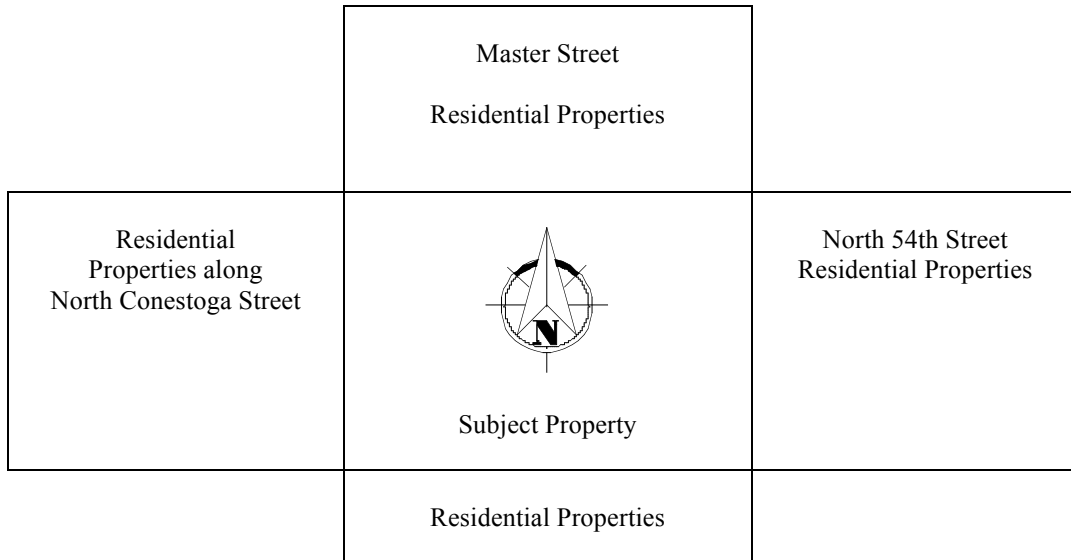 Master Street
Residential Properties
Residential
Properties along
North Conestoga Street
N
Subject Property
North 54th Street
Residential Properties
Residential Properties